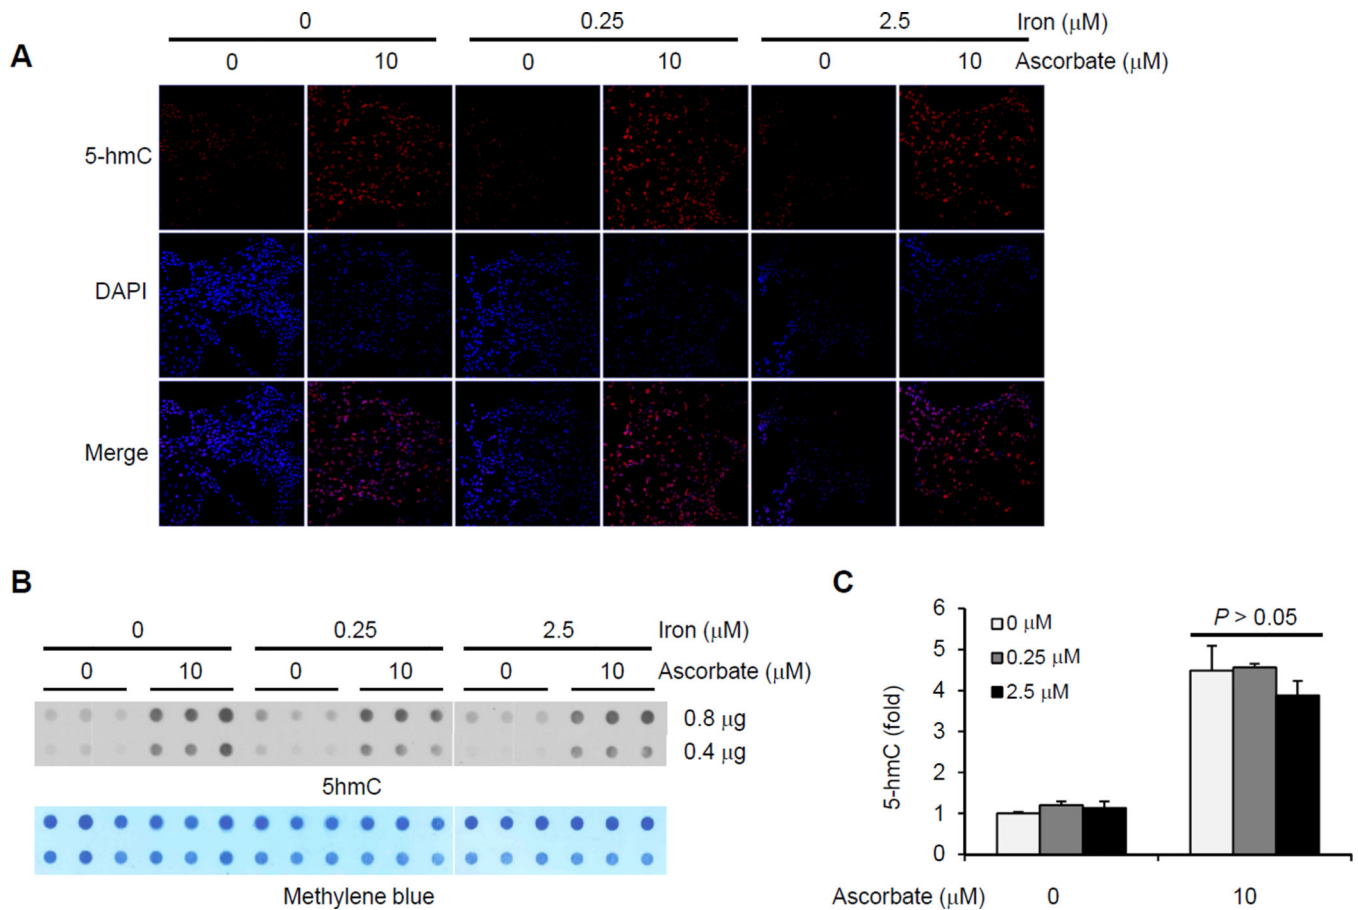 0 0.25 2.5 Iron (μM)
A 0 10 0 10 0 10 Ascorbate (μM)
5-hmC
DAPI
Merge
B
0 0.25 2.5 Iron (μM)
0 10 0 10 0 10 Ascorbate (μM)
0.8 μg
0.4 μg
5hmC
Methylene blue
C
5-hmC (fold)
6
5
4
3
2
1
0
0 μM
0.25 μM
2.5 μM
P > 0.05
Ascorbate (μM) 0 10